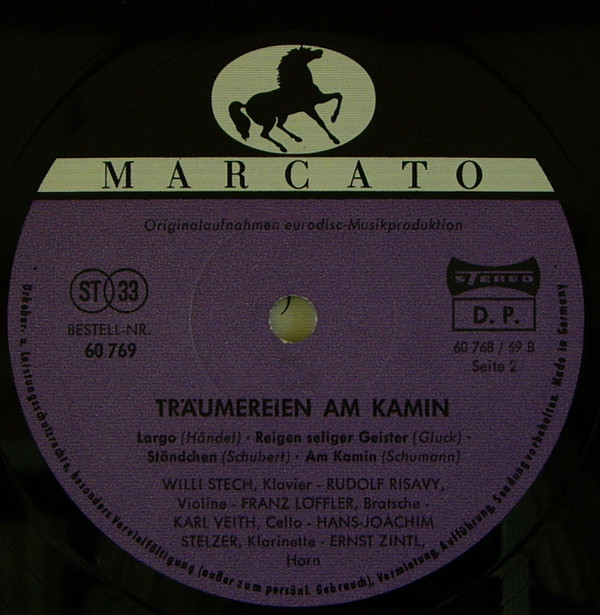 MARCATO
Originalaufnahmen eurodisc-Musikproduktion
ST 33
BESTELL-NR.
60 769
STEREO
D. P.
60 768 / 69 B
Seite 2
TRÄUMEREIEN AM KAMIN
Largo (Händel) · Reigen seliger Geister (Gluck) ·
Ständchen (Schubert) · Am Kamin (Schumann)
WILLI STECH, Klavier - RUDOLF RISAVY,
Violine - FRANZ LÖFFLER, Bratsche -
KARL VEITH, Cello - HANS-JOACHIM
STELZER, Klarinette - ERNST ZINTL,
Horn
Urheber- u. Leistungsschutzrechte, besonders Vervielfältigung (außer zum persönl. Gebrauch), Vermietung, Aufführung, Sendung vorbehalten. Made in Germany